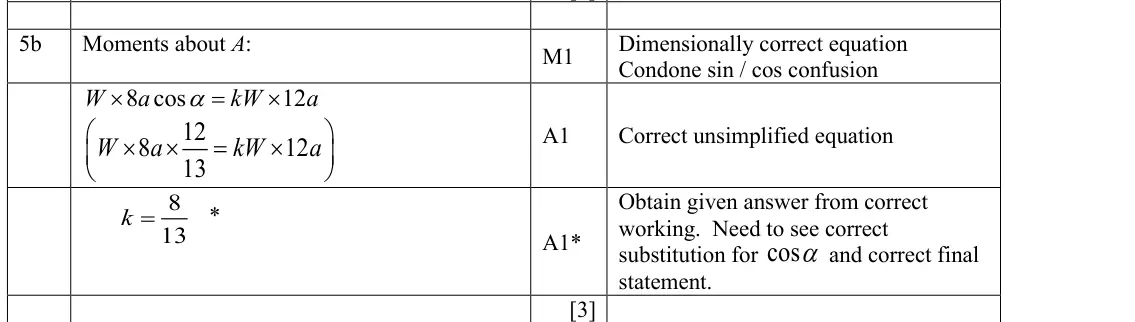 5b Moments about A: M1 Dimensionally correct equation
Condone sin / cos confusion
W × 8a cos α = kW × 12a
(W × 8a × 12/13 = kW × 12a) A1 Correct unsimplified equation
k = 8/13 * A1* Obtain given answer from correct
working. Need to see correct
substitution for cos α and correct final
statement.
[3]